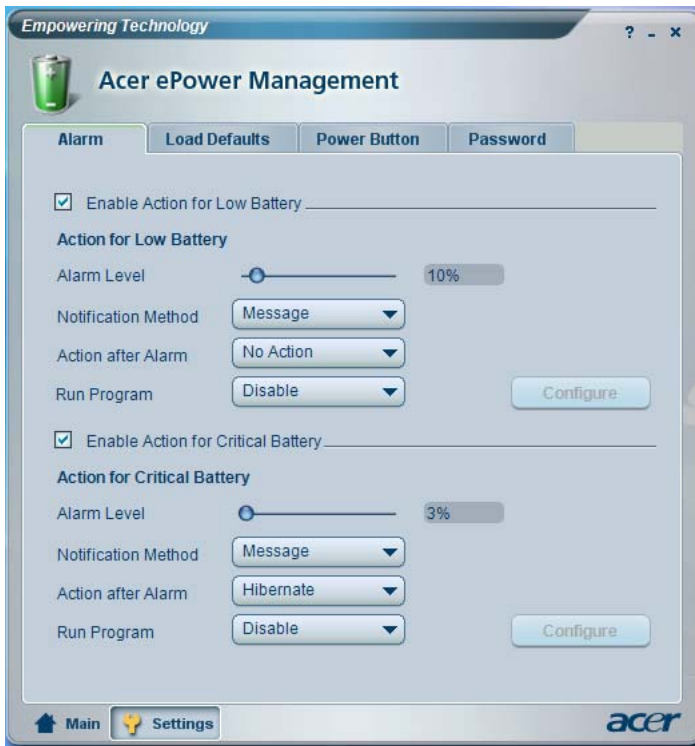 Empowering Technology
? - ×
Acer ePower Management
Alarm Load Defaults Power Button Password
Enable Action for Low Battery
Action for Low Battery
Alarm Level 10%
Notification Method Message
Action after Alarm No Action
Run Program Disable Configure
Enable Action for Critical Battery
Action for Critical Battery
Alarm Level 3%
Notification Method Message
Action after Alarm Hibernate
Run Program Disable Configure
Main Settings acer